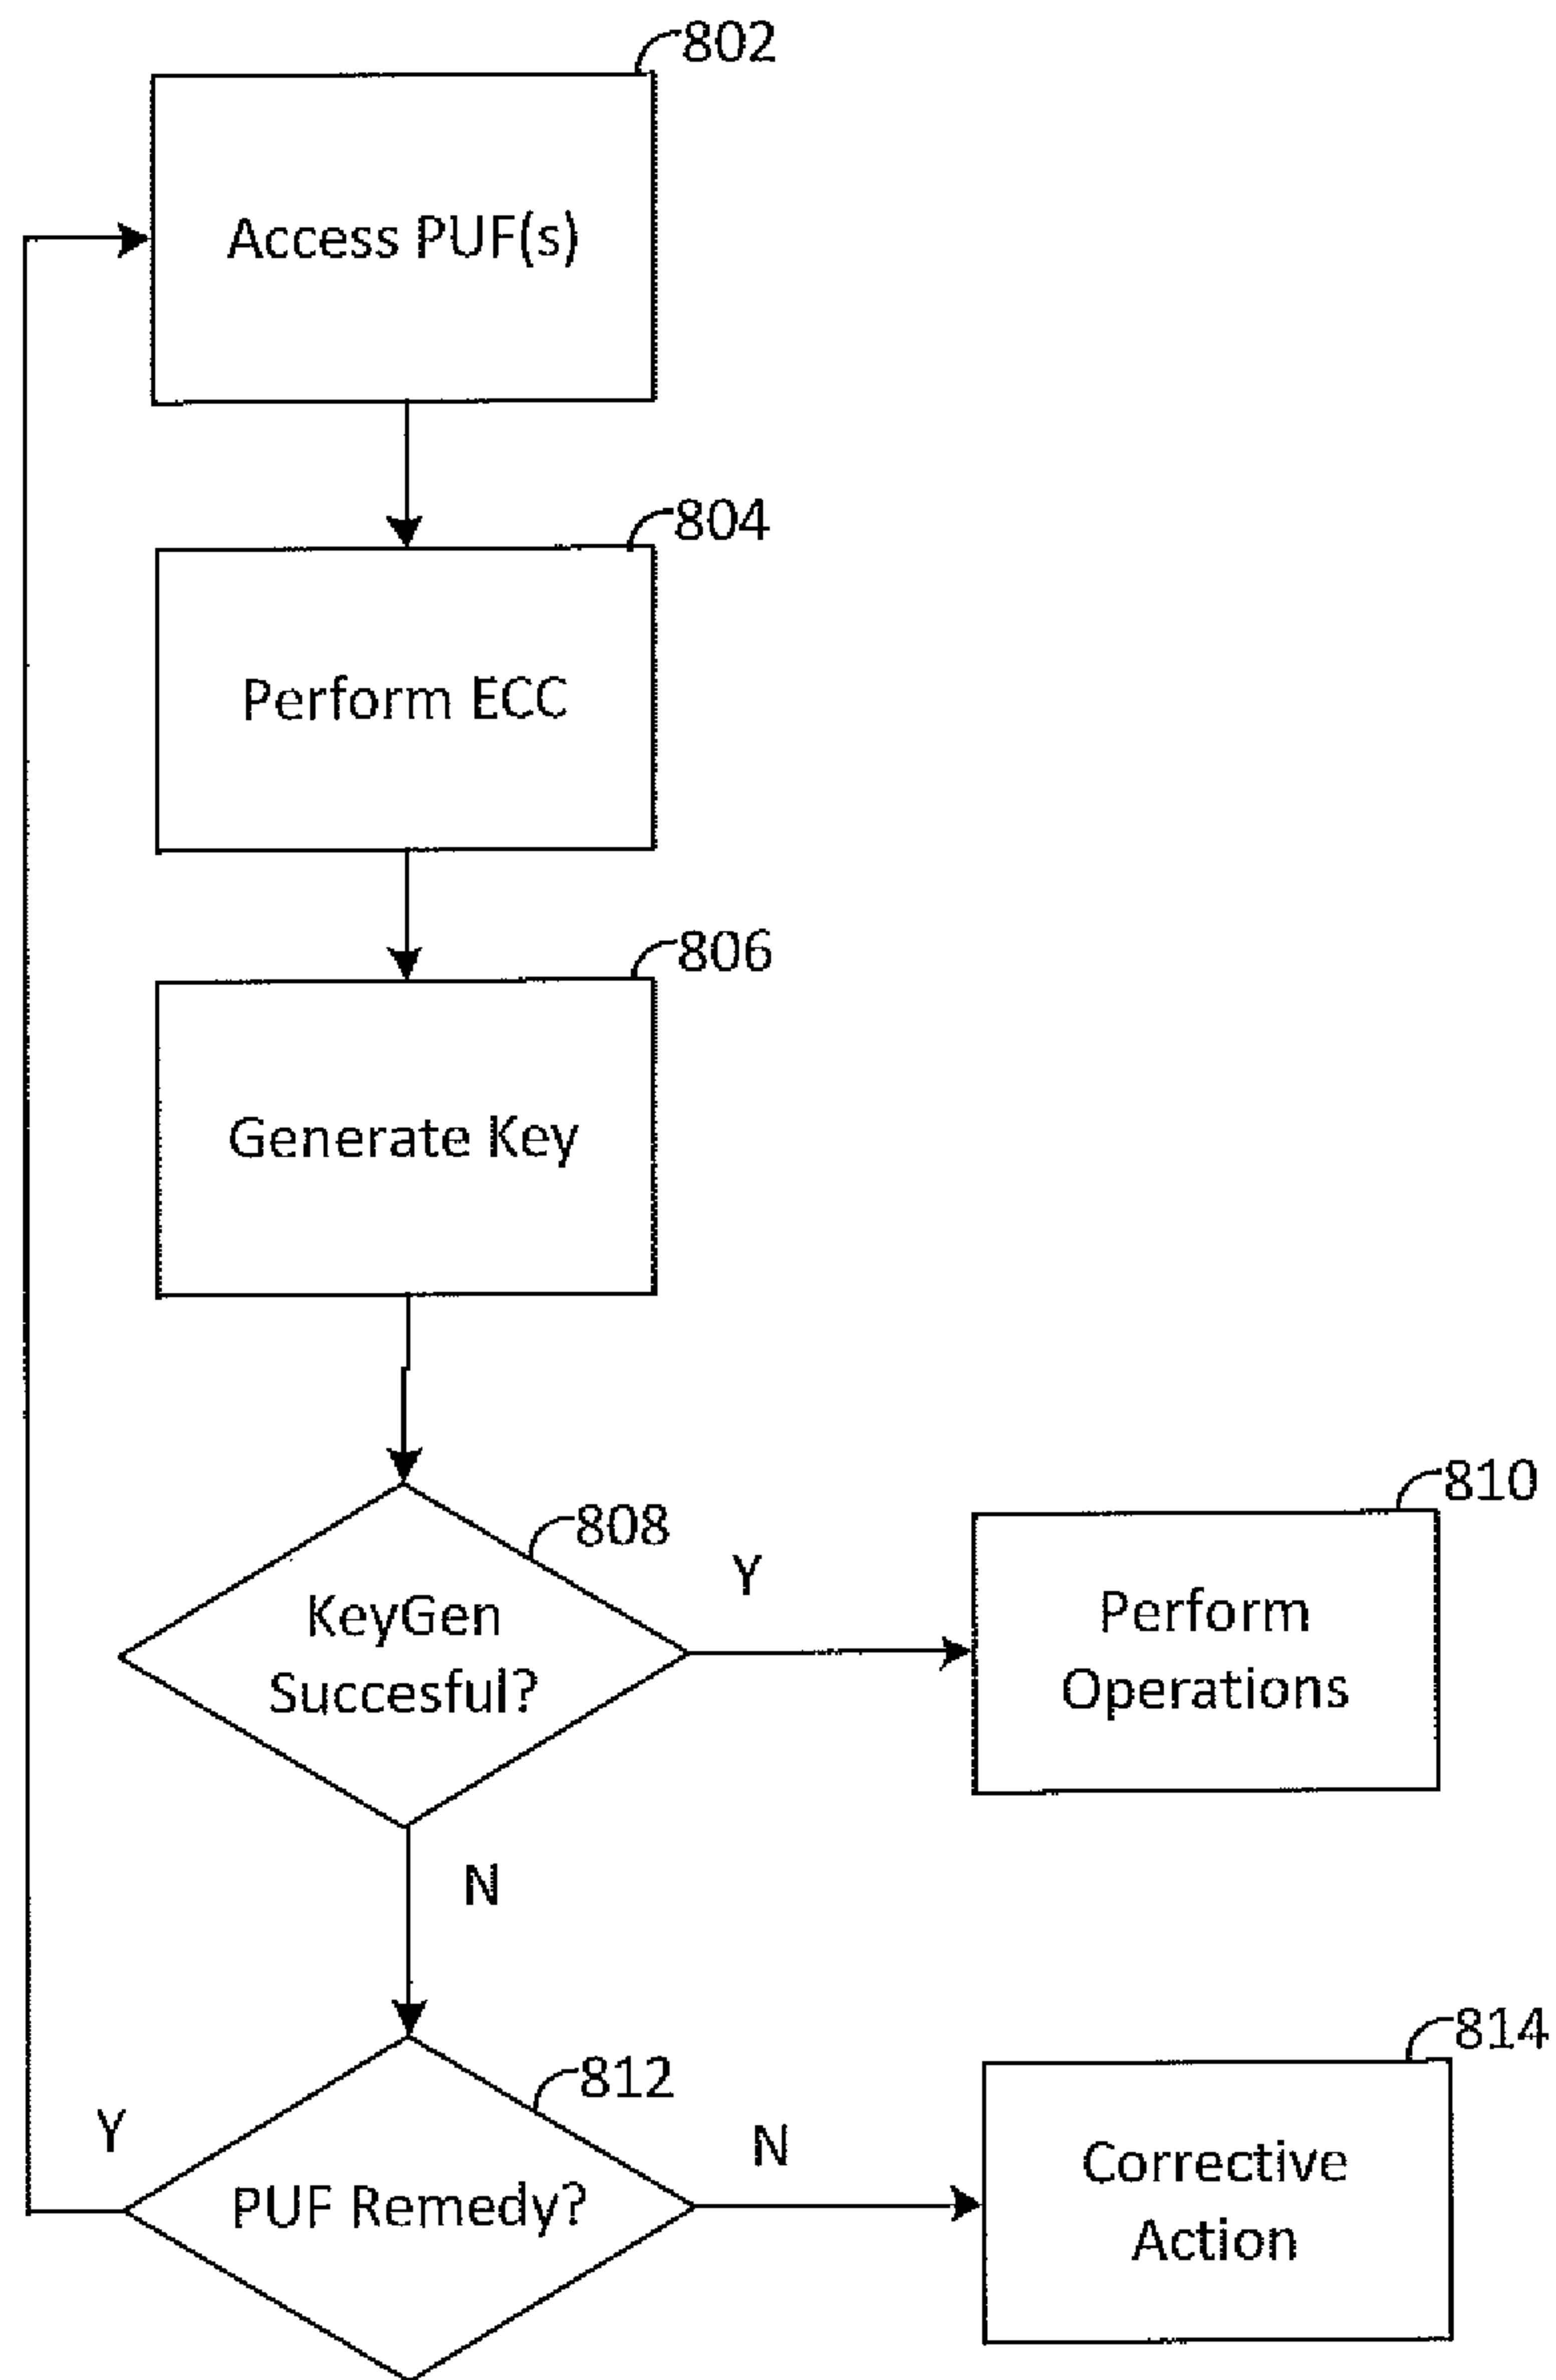 802
Access PUF(s)
804
Perform ECC
806
Generate Key
808
KeyGen
Succesful?
Y
810
Perform
Operations
N
812
PUF Remedy?
Y
N
814
Corrective
Action